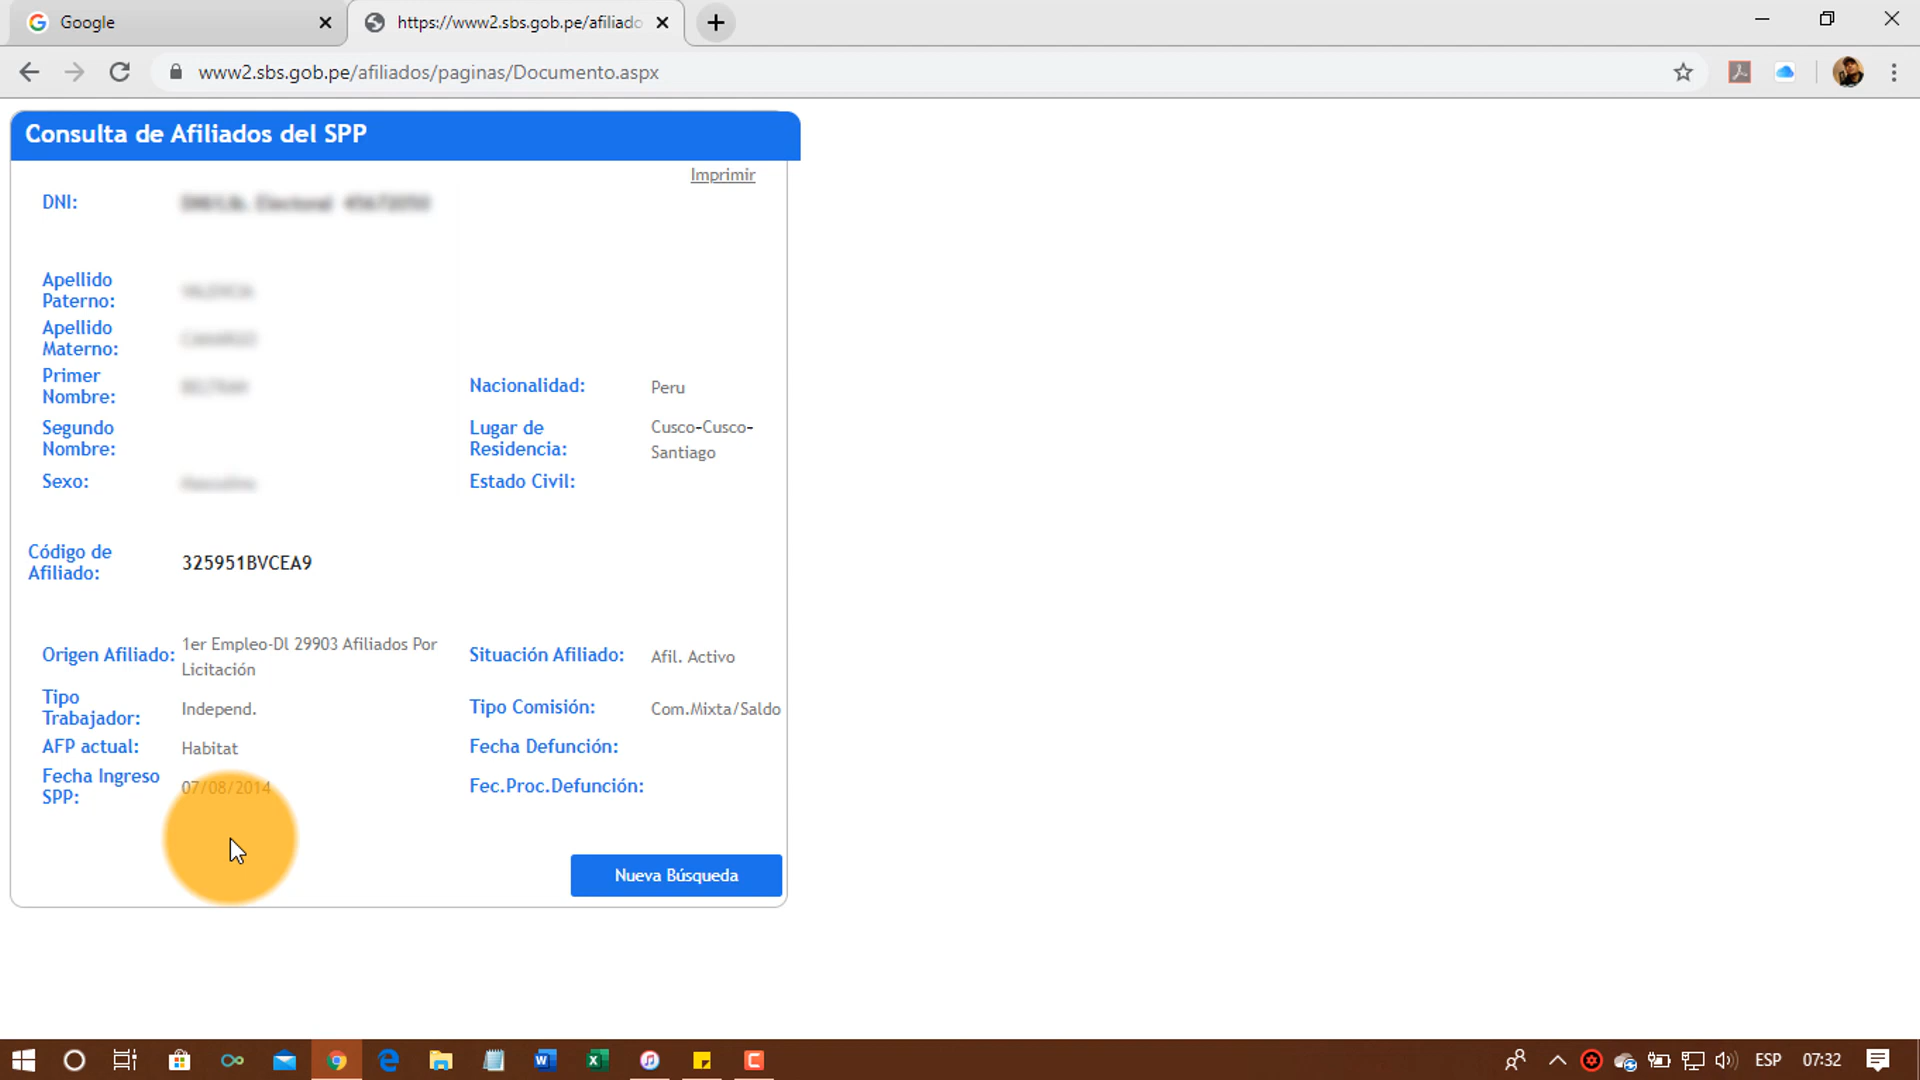 Google
https://www2.sbs.gob.pe/afiliado
www2.sbs.gob.pe/afiliados/paginas/Documento.aspx
Consulta de Afiliados del SPP
Imprimir
DNI:
Apellido
Paterno:
Apellido
Materno:
Primer
Nombre:
Nacionalidad:
Peru
Segundo
Nombre:
Lugar de
Residencia:
Cusco-Cusco-
Santiago
Sexo:
Estado Civil:
Código de
Afiliado:
325951BVCEA9
Origen Afiliado:
1er Empleo-Dl 29903 Afiliados Por
Licitación
Situación Afiliado:
Afil. Activo
Tipo
Trabajador:
Independ.
Tipo Comisión:
Com.Mixta/Saldo
AFP actual:
Habitat
Fecha Defunción:
Fecha Ingreso
SPP:
07/08/2014
Fec.Proc.Defunción:
Nueva Búsqueda
ESP
07:32